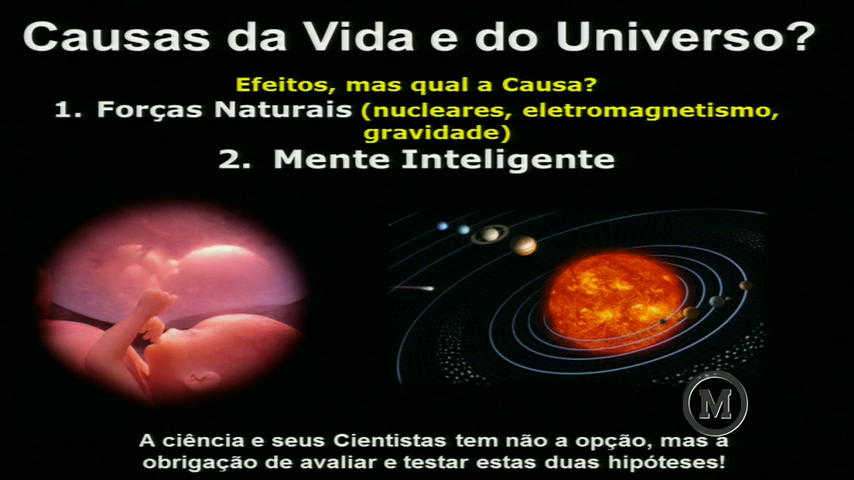 Causas da Vida e do Universo?
Efeitos, mas qual a Causa?
1. Forças Naturais (nucleares, eletromagnetismo,
gravidade)
2. Mente Inteligente
M
A ciência e seus Cientistas tem não a opção, mas a
obrigação de avaliar e testar estas duas hipóteses!